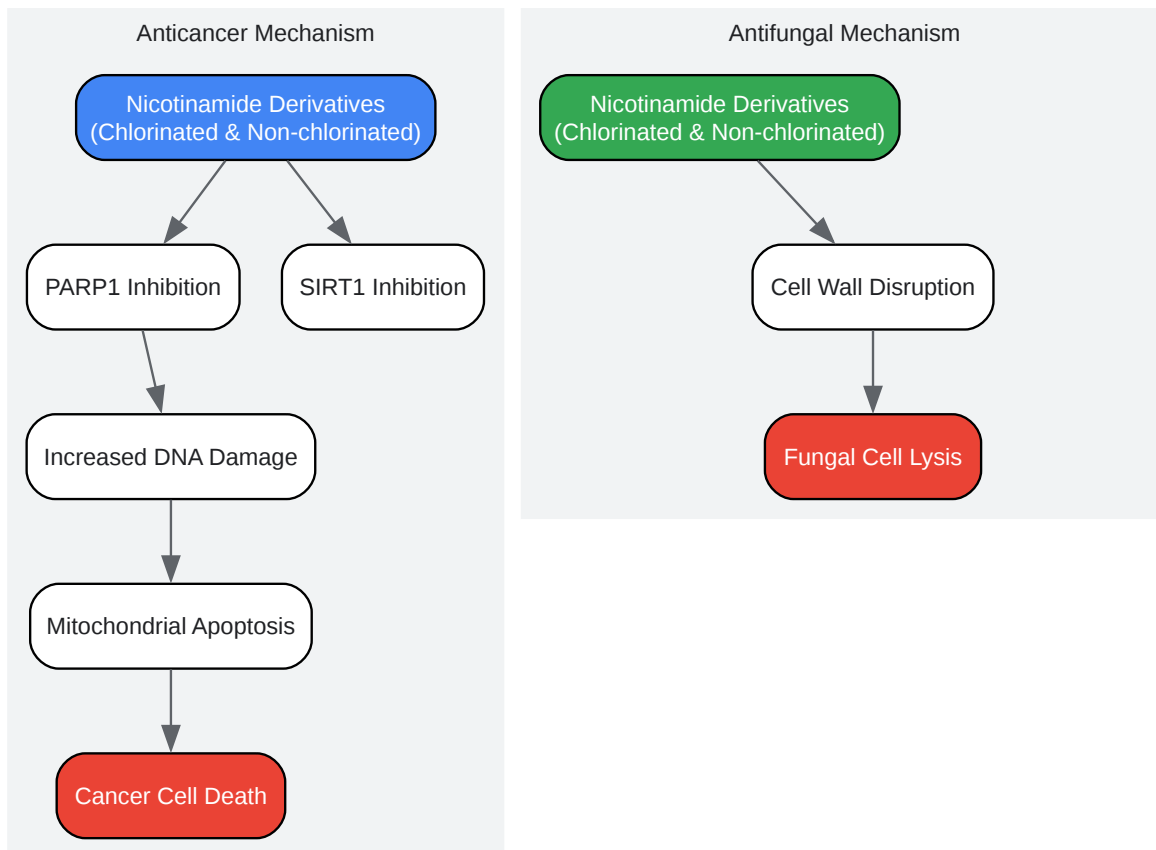 Anticancer Mechanism
Nicotinamide Derivatives
(Chlorinated & Non-chlorinated)
PARP1 Inhibition
SIRT1 Inhibition
Increased DNA Damage
Mitochondrial Apoptosis
Cancer Cell Death
Antifungal Mechanism
Nicotinamide Derivatives
(Chlorinated & Non-chlorinated)
Cell Wall Disruption
Fungal Cell Lysis